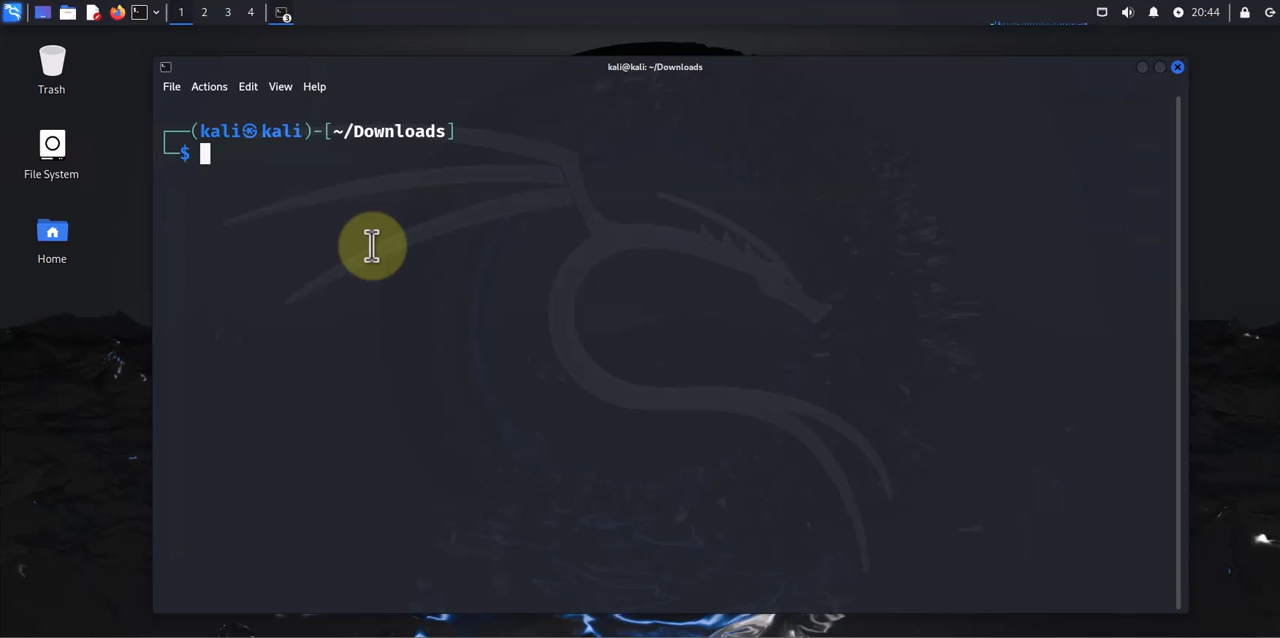 1 2 3 4 3 20:44
kali@kali: ~/Downloads
File Actions Edit View Help
┌──(kali㉿kali)-[~/Downloads]
└─$
Trash
File System
Home